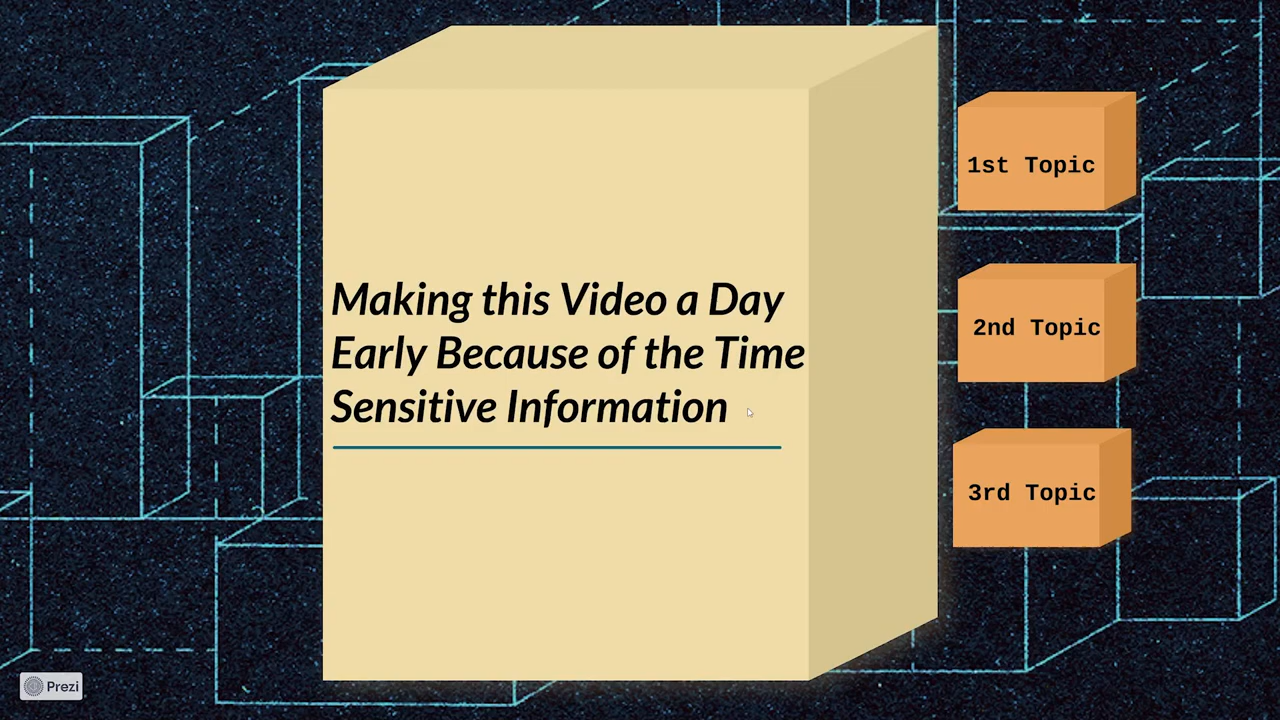 Making this Video a Day
Early Because of the Time
Sensitive Information
1st Topic
2nd Topic
3rd Topic
Prezi